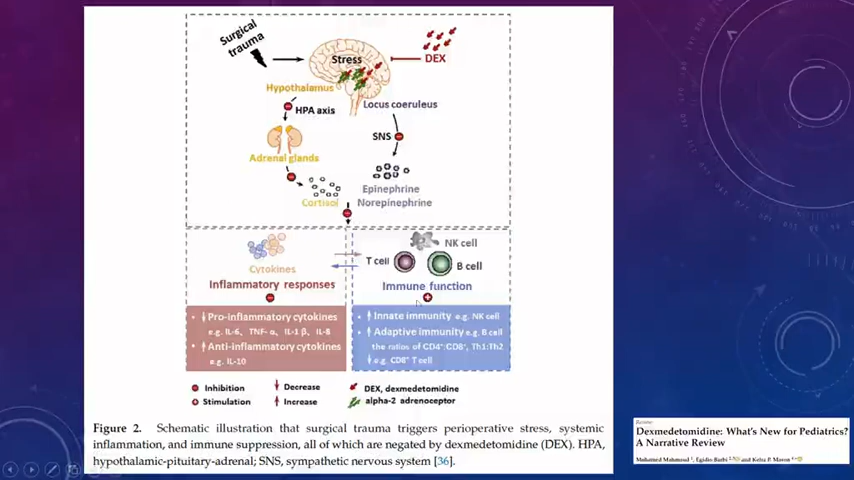 Surgical
trauma
Stress
DEX
Hypothalamus
HPA axis
Locus coeruleus
SNS
Adrenal glands
Cortisol
Epinephrine
Norepinephrine
NK cell
T cell
B cell
Cytokines
Inflammatory responses
Immune function
• ↓ Pro-inflammatory cytokines
e.g. IL-6、TNF- α、IL-1 β、IL-8
• ↑ Anti-inflammatory cytokines
e.g. IL-10
• ↑ Innate immunity e.g. NK cell
• ↑ Adaptive immunity e.g. B cell
the ratios of CD4⁺:CD8⁺, Th1:Th2
↓ e.g. CD8⁺ T cell
Inhibition
Decrease
DEX, dexmedetomidine
Stimulation
Increase
alpha-2 adrenoceptor
Figure 2. Schematic illustration that surgical trauma triggers perioperative stress, systemic
inflammation, and immune suppression, all of which are negated by dexmedetomidine (DEX). HPA,
hypothalamic-pituitary-adrenal; SNS, sympathetic nervous system [36].
Review
Dexmedetomidine: What's New for Pediatrics?
A Narrative Review
Mohamed Mahmoud